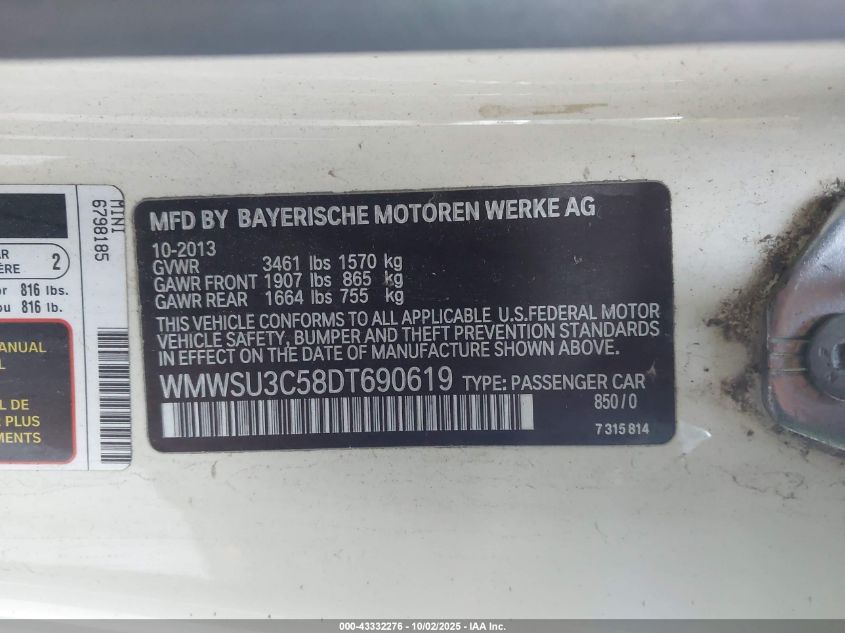 MFD BY BAYERISCHE MOTOREN WERKE AG
10-2013
GVWR 3461 lbs 1570 kg
GAWR FRONT 1907 lbs 865 kg
GAWR REAR 1664 lbs 755 kg
THIS VEHICLE CONFORMS TO ALL APPLICABLE U.S.FEDERAL MOTOR
VEHICLE SAFETY, BUMPER AND THEFT PREVENTION STANDARDS
IN EFFECT ON THE DATE OF MANUFACTURE SHOWN ABOVE.
WMWSU3C58DT690619 TYPE: PASSENGER CAR
850/0
7 315 814
MINI
6798185
2
816 lbs.
816 lb.
MANUAL
DE
PLUS
000-43332276 - 10/02/2025 - IAA Inc.